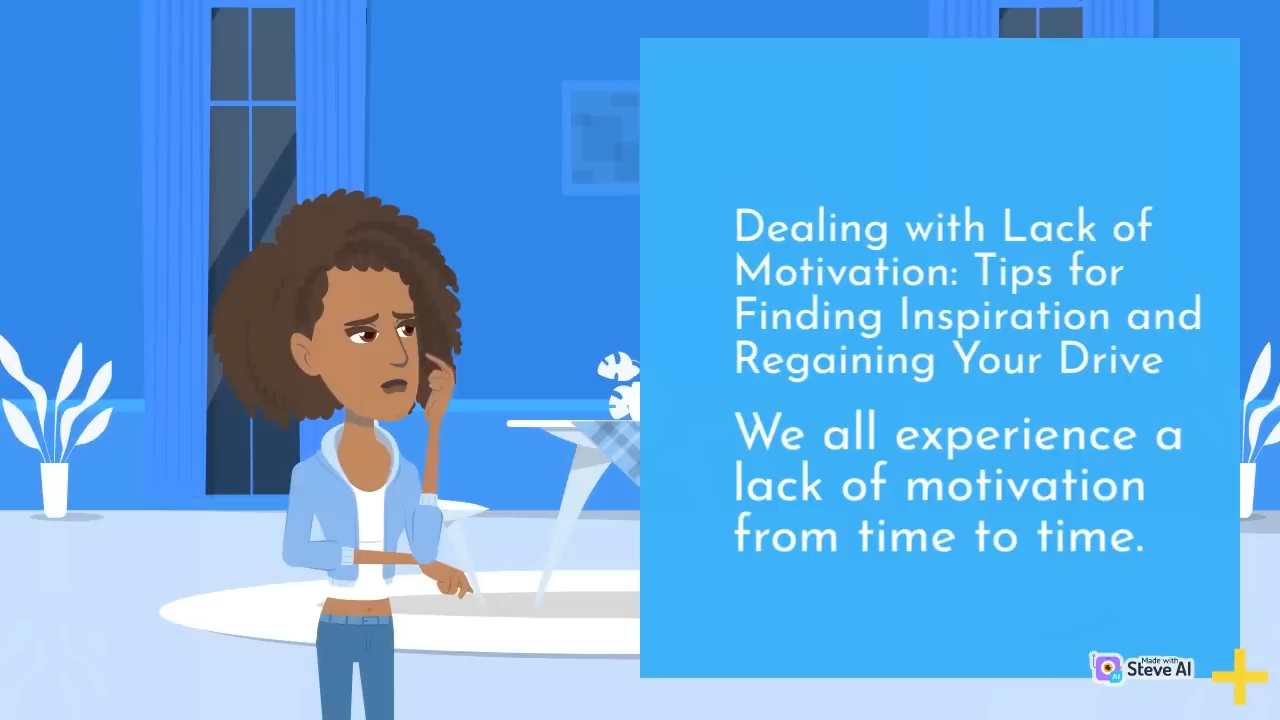 Dealing with Lack of
Motivation: Tips for
Finding Inspiration and
Regaining Your Drive
We all experience a
lack of motivation
from time to time.
Made with
Steve AI
AI